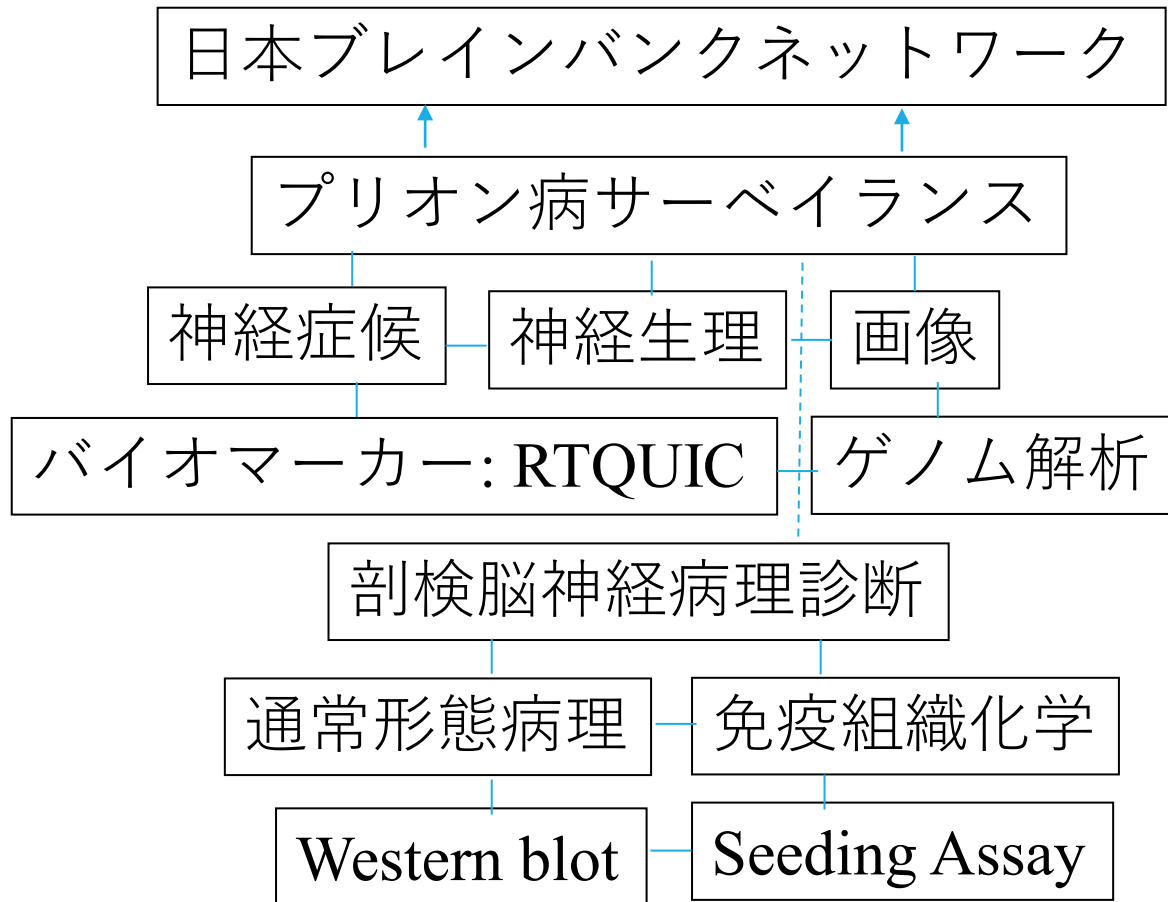 日本ブレインバンクネットワーク
プリオン病サーベイランス
神経症候
神経生理
画像
バイオマーカー: RTQUIC
ゲノム解析
剖検脳神経病理診断
通常形態病理
免疫組織化学
Western blot
Seeding Assay